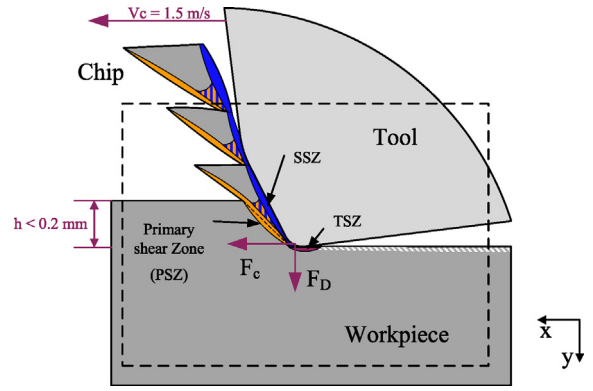 Vc = 1.5 m/s
Chip
Tool
SSZ
TSZ
h < 0.2 mm
Primary
shear Zone
(PSZ)
Fc
FD
Workpiece
x
y